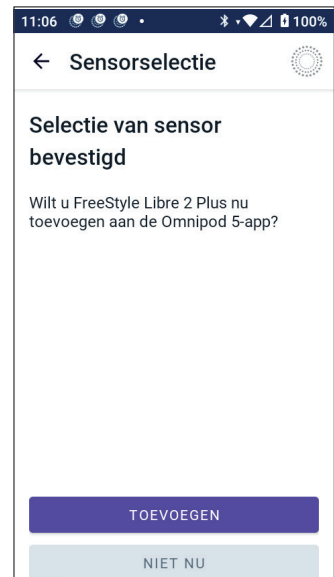 11:06 100%
Sensorselectie
Selectie van sensor
bevestigd
Wilt u FreeStyle Libre 2 Plus nu
toevoegen aan de Omnipod 5-app?
TOEVOEGEN
NIET NU